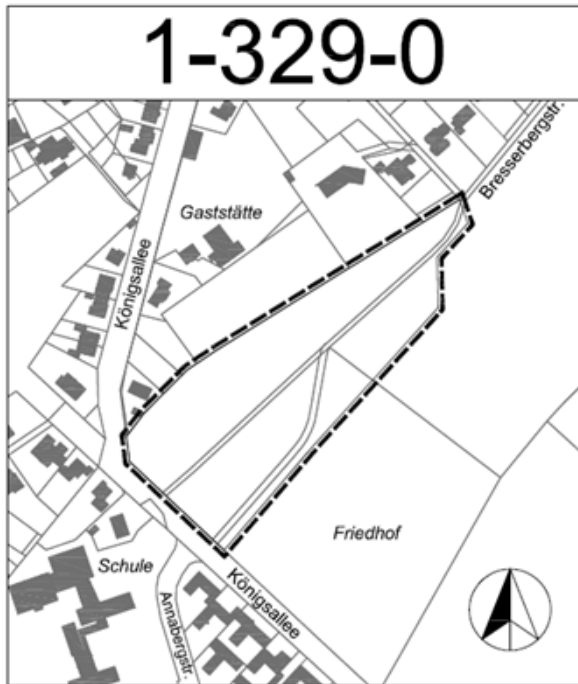 1-329-0
Bresserbergstr.
Gaststätte
Königsallee
Friedhof
Schule
Königsallee
Annabergstr.